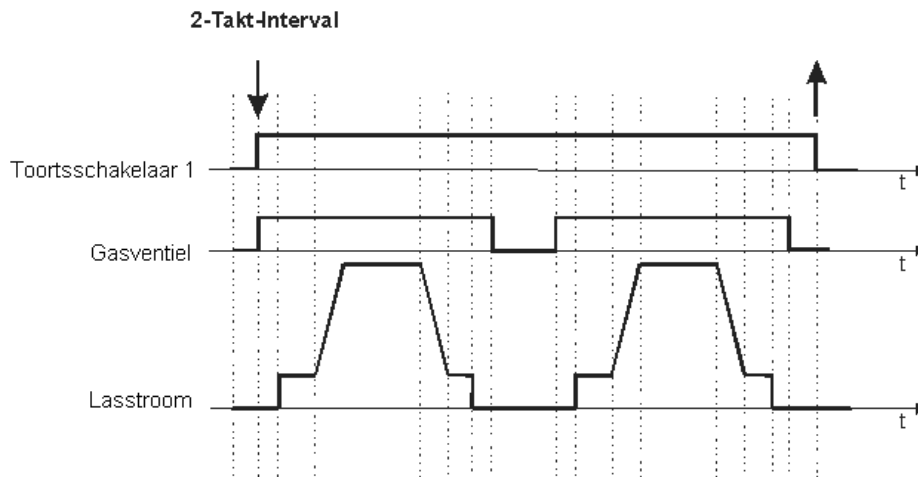 2-Takt-Interval
Toortsschakelaar 1
t
Gasventiel
t
Lasstroom
t